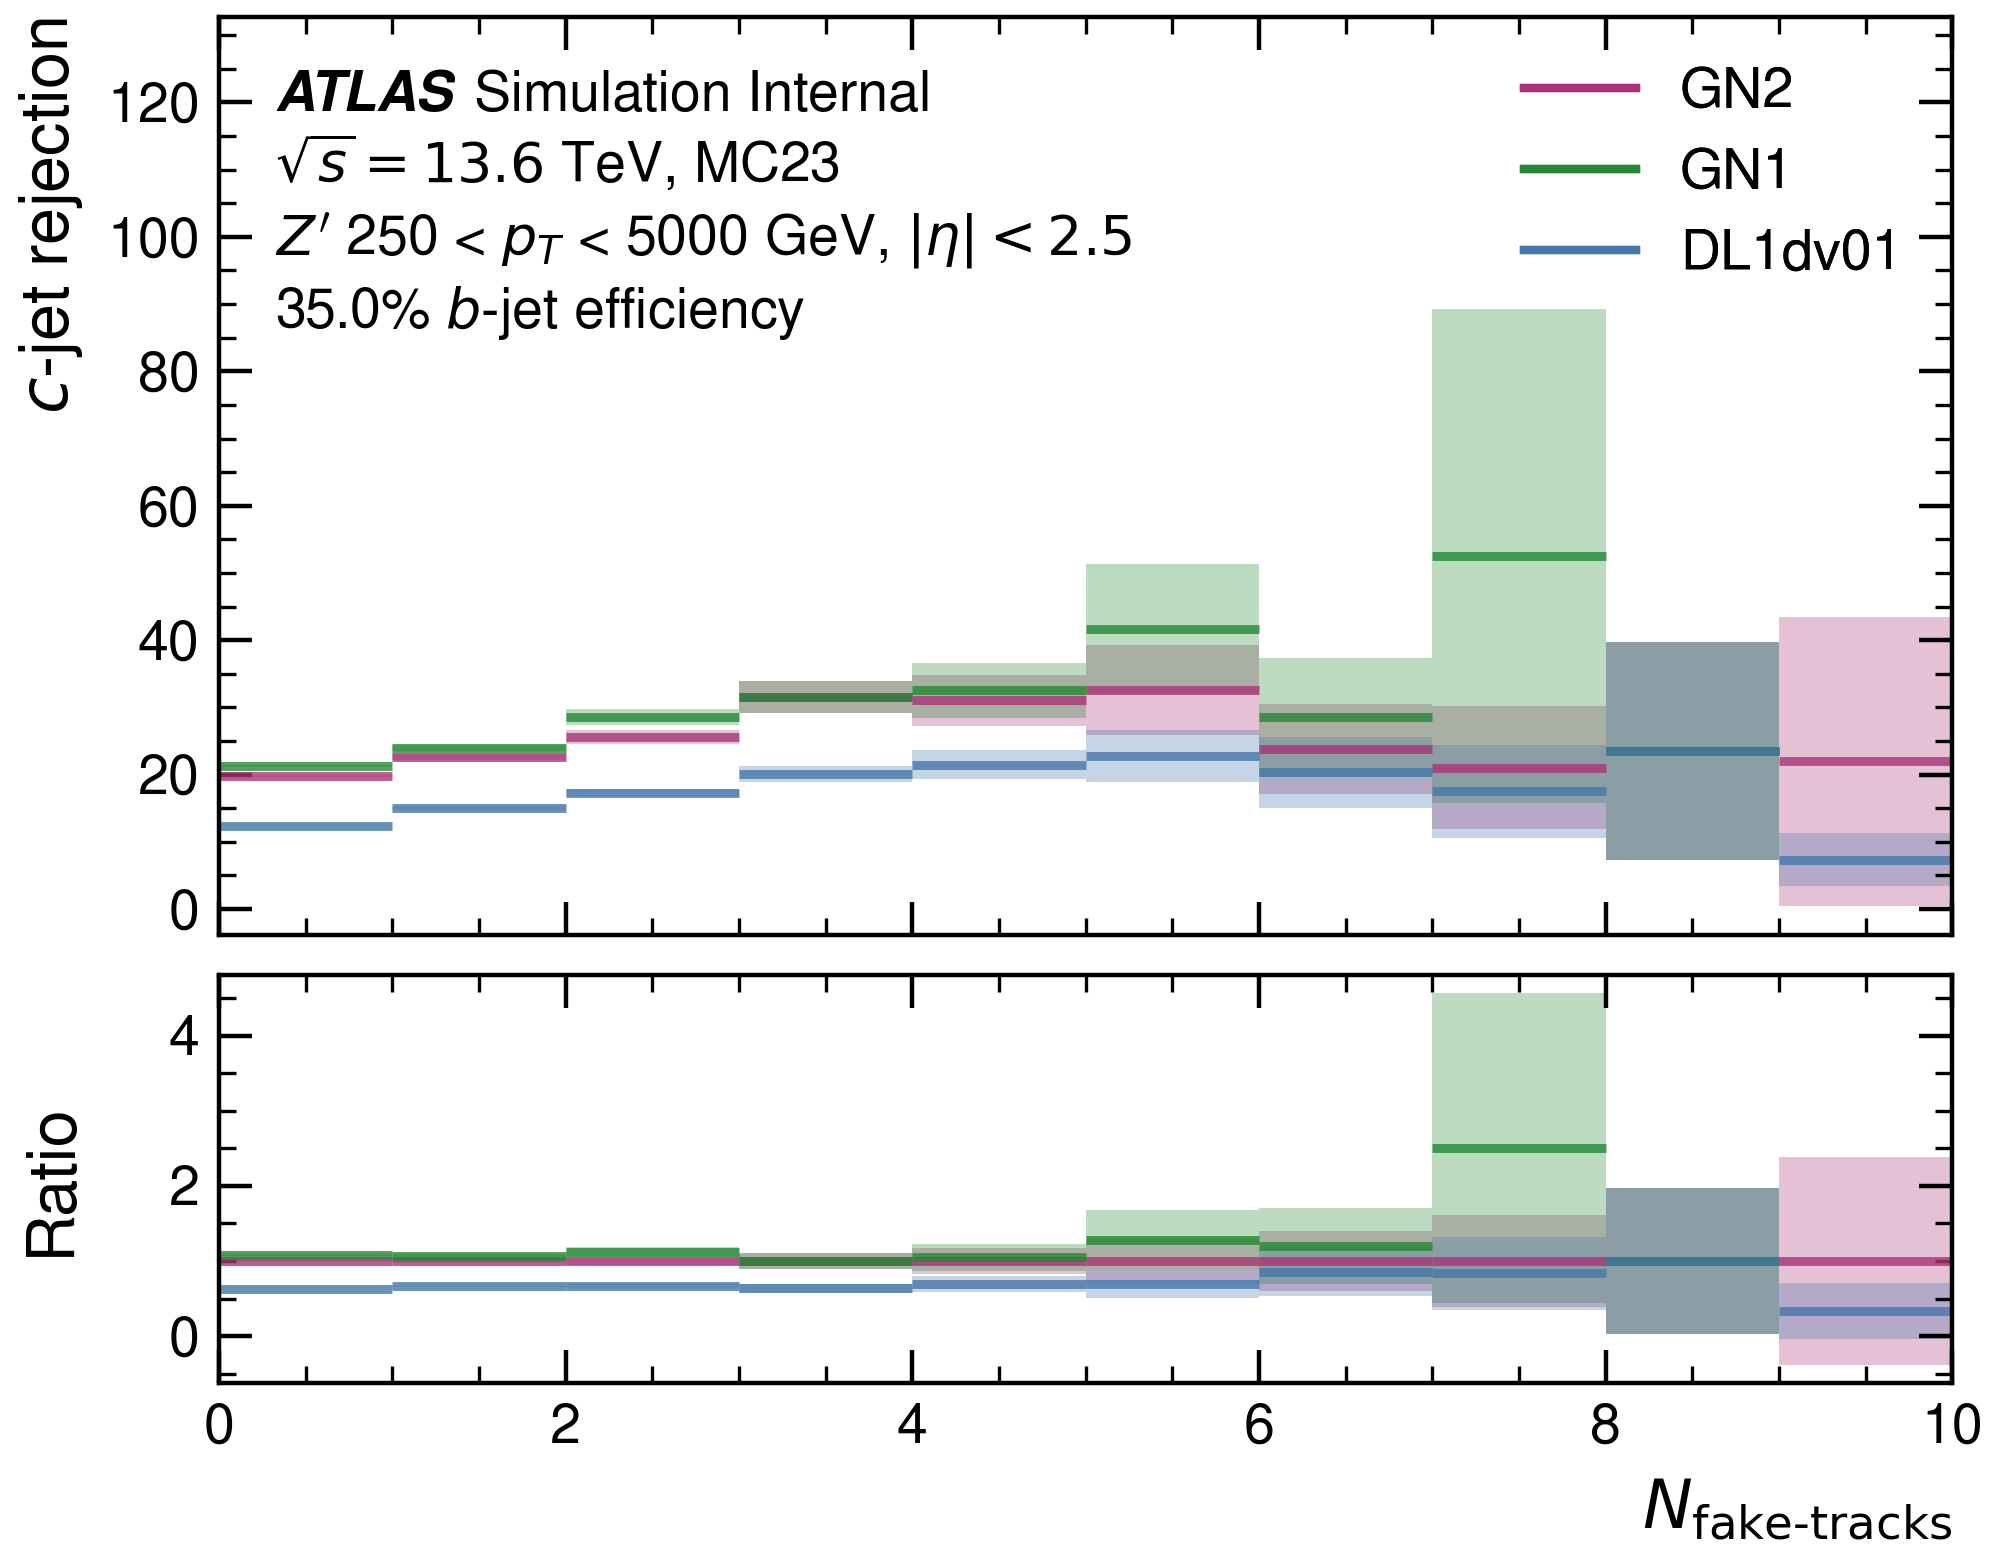 c-jet rejection
120
100
80
60
40
20
0
ATLAS Simulation Internal
√s = 13.6 TeV, MC23
Z′ 250 < p_T < 5000 GeV, |η| < 2.5
35.0% b-jet efficiency
GN2
GN1
DL1dv01
Ratio
4
2
0
0 2 4 6 8 10
N_fake-tracks